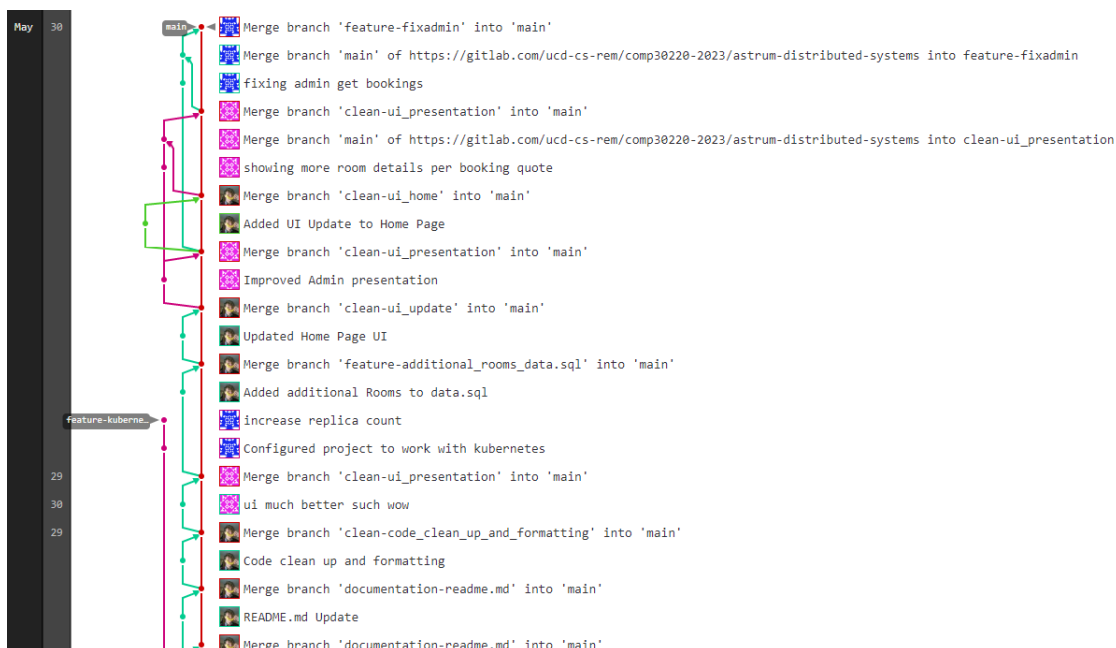 May 30 main Merge branch 'feature-fixadmin' into 'main'
Merge branch 'main' of https://gitlab.com/ucd-cs-rem/comp30220-2023/astrum-distributed-systems into feature-fixadmin
fixing admin get bookings
Merge branch 'clean-ui_presentation' into 'main'
Merge branch 'main' of https://gitlab.com/ucd-cs-rem/comp30220-2023/astrum-distributed-systems into clean-ui_presentation
showing more room details per booking quote
Merge branch 'clean-ui_home' into 'main'
Added UI Update to Home Page
Merge branch 'clean-ui_presentation' into 'main'
Improved Admin presentation
Merge branch 'clean-ui_update' into 'main'
Updated Home Page UI
Merge branch 'feature-additional_rooms_data.sql' into 'main'
Added additional Rooms to data.sql
feature-kuberne… increase replica count
Configured project to work with kubernetes
29 Merge branch 'clean-ui_presentation' into 'main'
30 ui much better such wow
29 Merge branch 'clean-code_clean_up_and_formatting' into 'main'
Code clean up and formatting
Merge branch 'documentation-readme.md' into 'main'
README.md Update
Merge branch 'documentation-readme.md' into 'main'